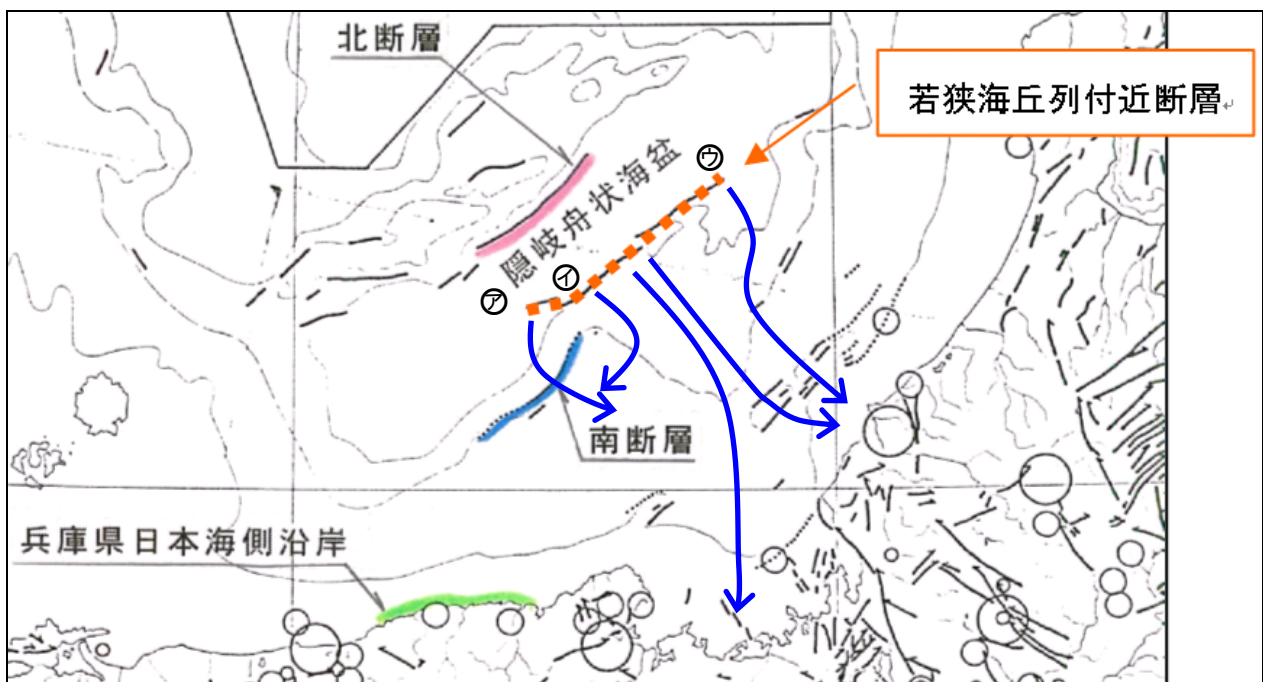 北断層
若狭海丘列付近断層
㋒
隠岐舟状海盆
㋑
㋐
南断層
兵庫県日本海側沿岸